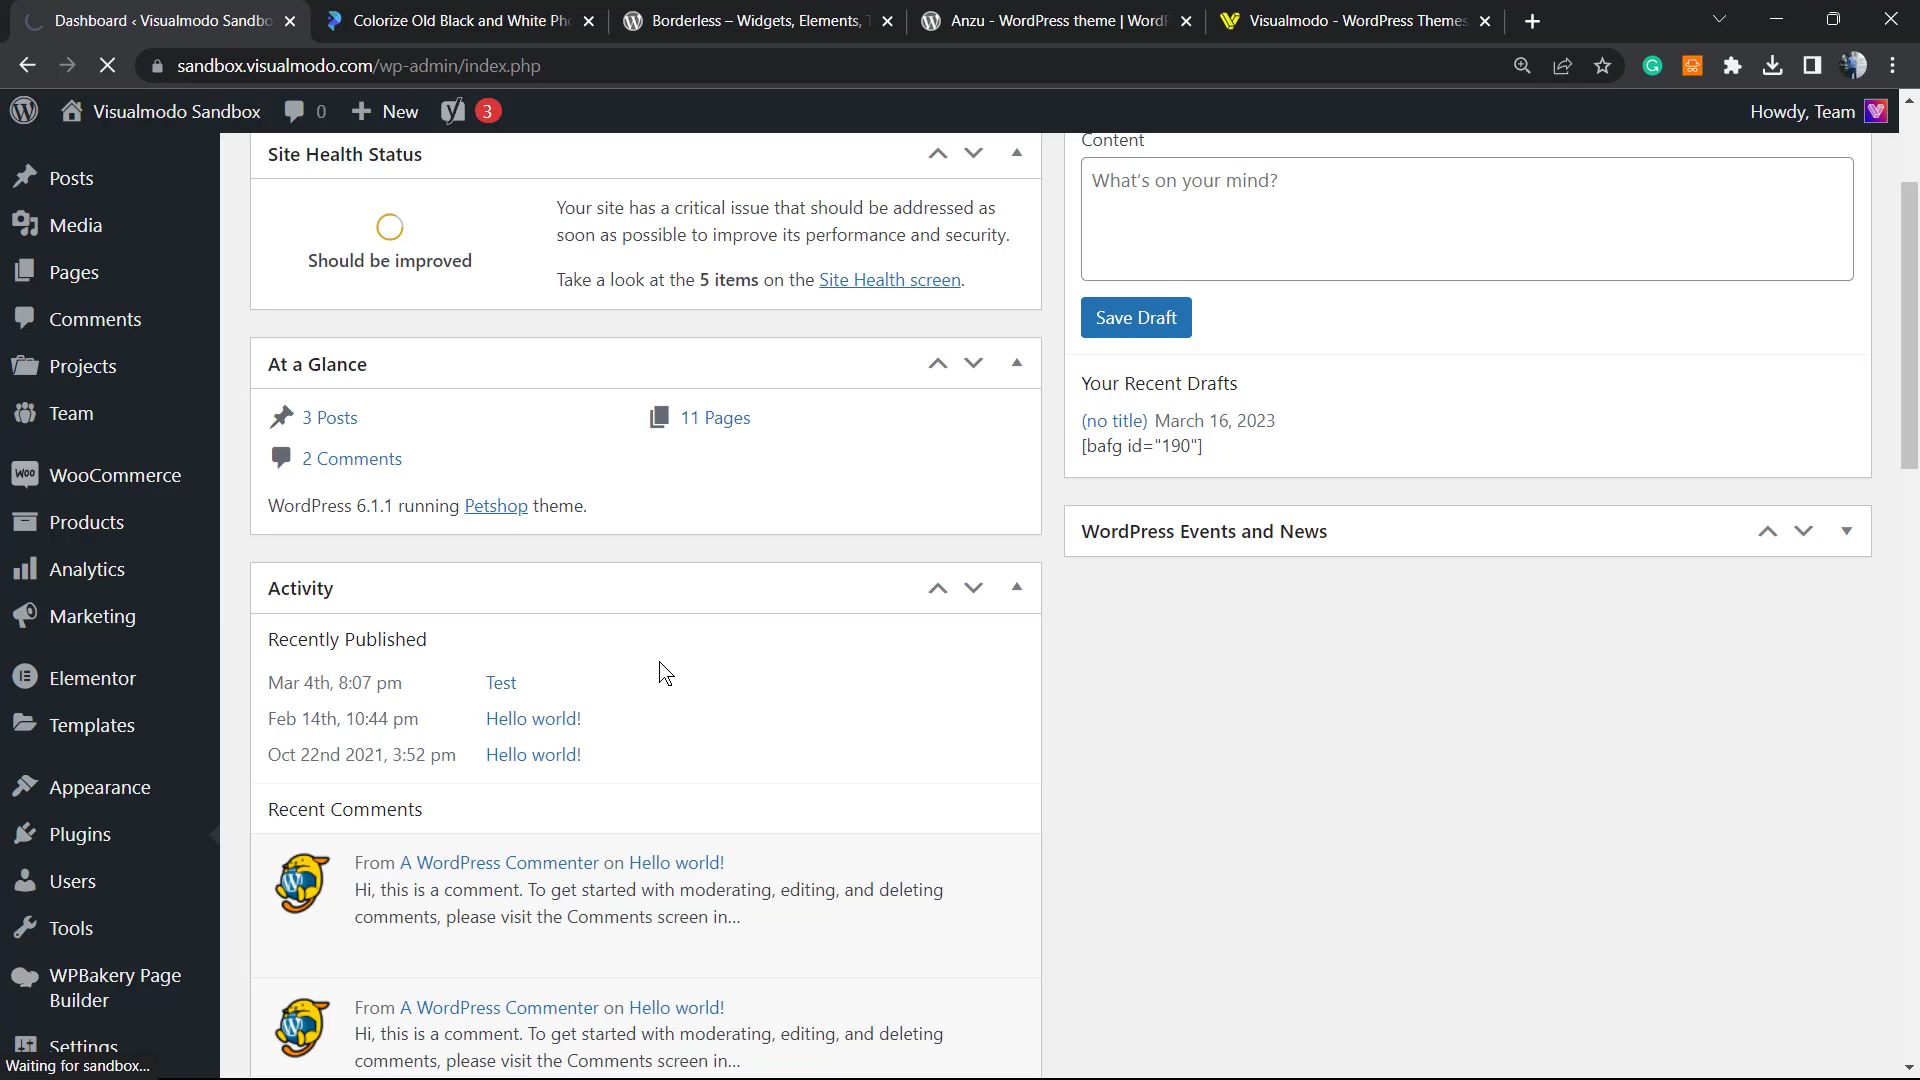 Dashboard ‹ Visualmodo Sandbo
Colorize Old Black and White Pho
Borderless – Widgets, Elements, T
Anzu - WordPress theme | WordP
Visualmodo - WordPress Themes
sandbox.visualmodo.com/wp-admin/index.php
Visualmodo Sandbox
0
New
3
Howdy, Team
Posts
Media
Pages
Comments
Projects
Team
WooCommerce
Products
Analytics
Marketing
Elementor
Templates
Appearance
Plugins
Users
Tools
WPBakery Page
Builder
Settings
Waiting for sandbox...
Site Health Status
Should be improved
Your site has a critical issue that should be addressed as
soon as possible to improve its performance and security.
Take a look at the 5 items on the Site Health screen.
At a Glance
3 Posts
11 Pages
2 Comments
WordPress 6.1.1 running Petshop theme.
Activity
Recently Published
Mar 4th, 8:07 pm Test
Feb 14th, 10:44 pm Hello world!
Oct 22nd 2021, 3:52 pm Hello world!
Recent Comments
From A WordPress Commenter on Hello world!
Hi, this is a comment. To get started with moderating, editing, and deleting
comments, please visit the Comments screen in...
From A WordPress Commenter on Hello world!
Hi, this is a comment. To get started with moderating, editing, and deleting
comments, please visit the Comments screen in...
Content
What's on your mind?
Save Draft
Your Recent Drafts
(no title) March 16, 2023
[bafg id="190"]
WordPress Events and News